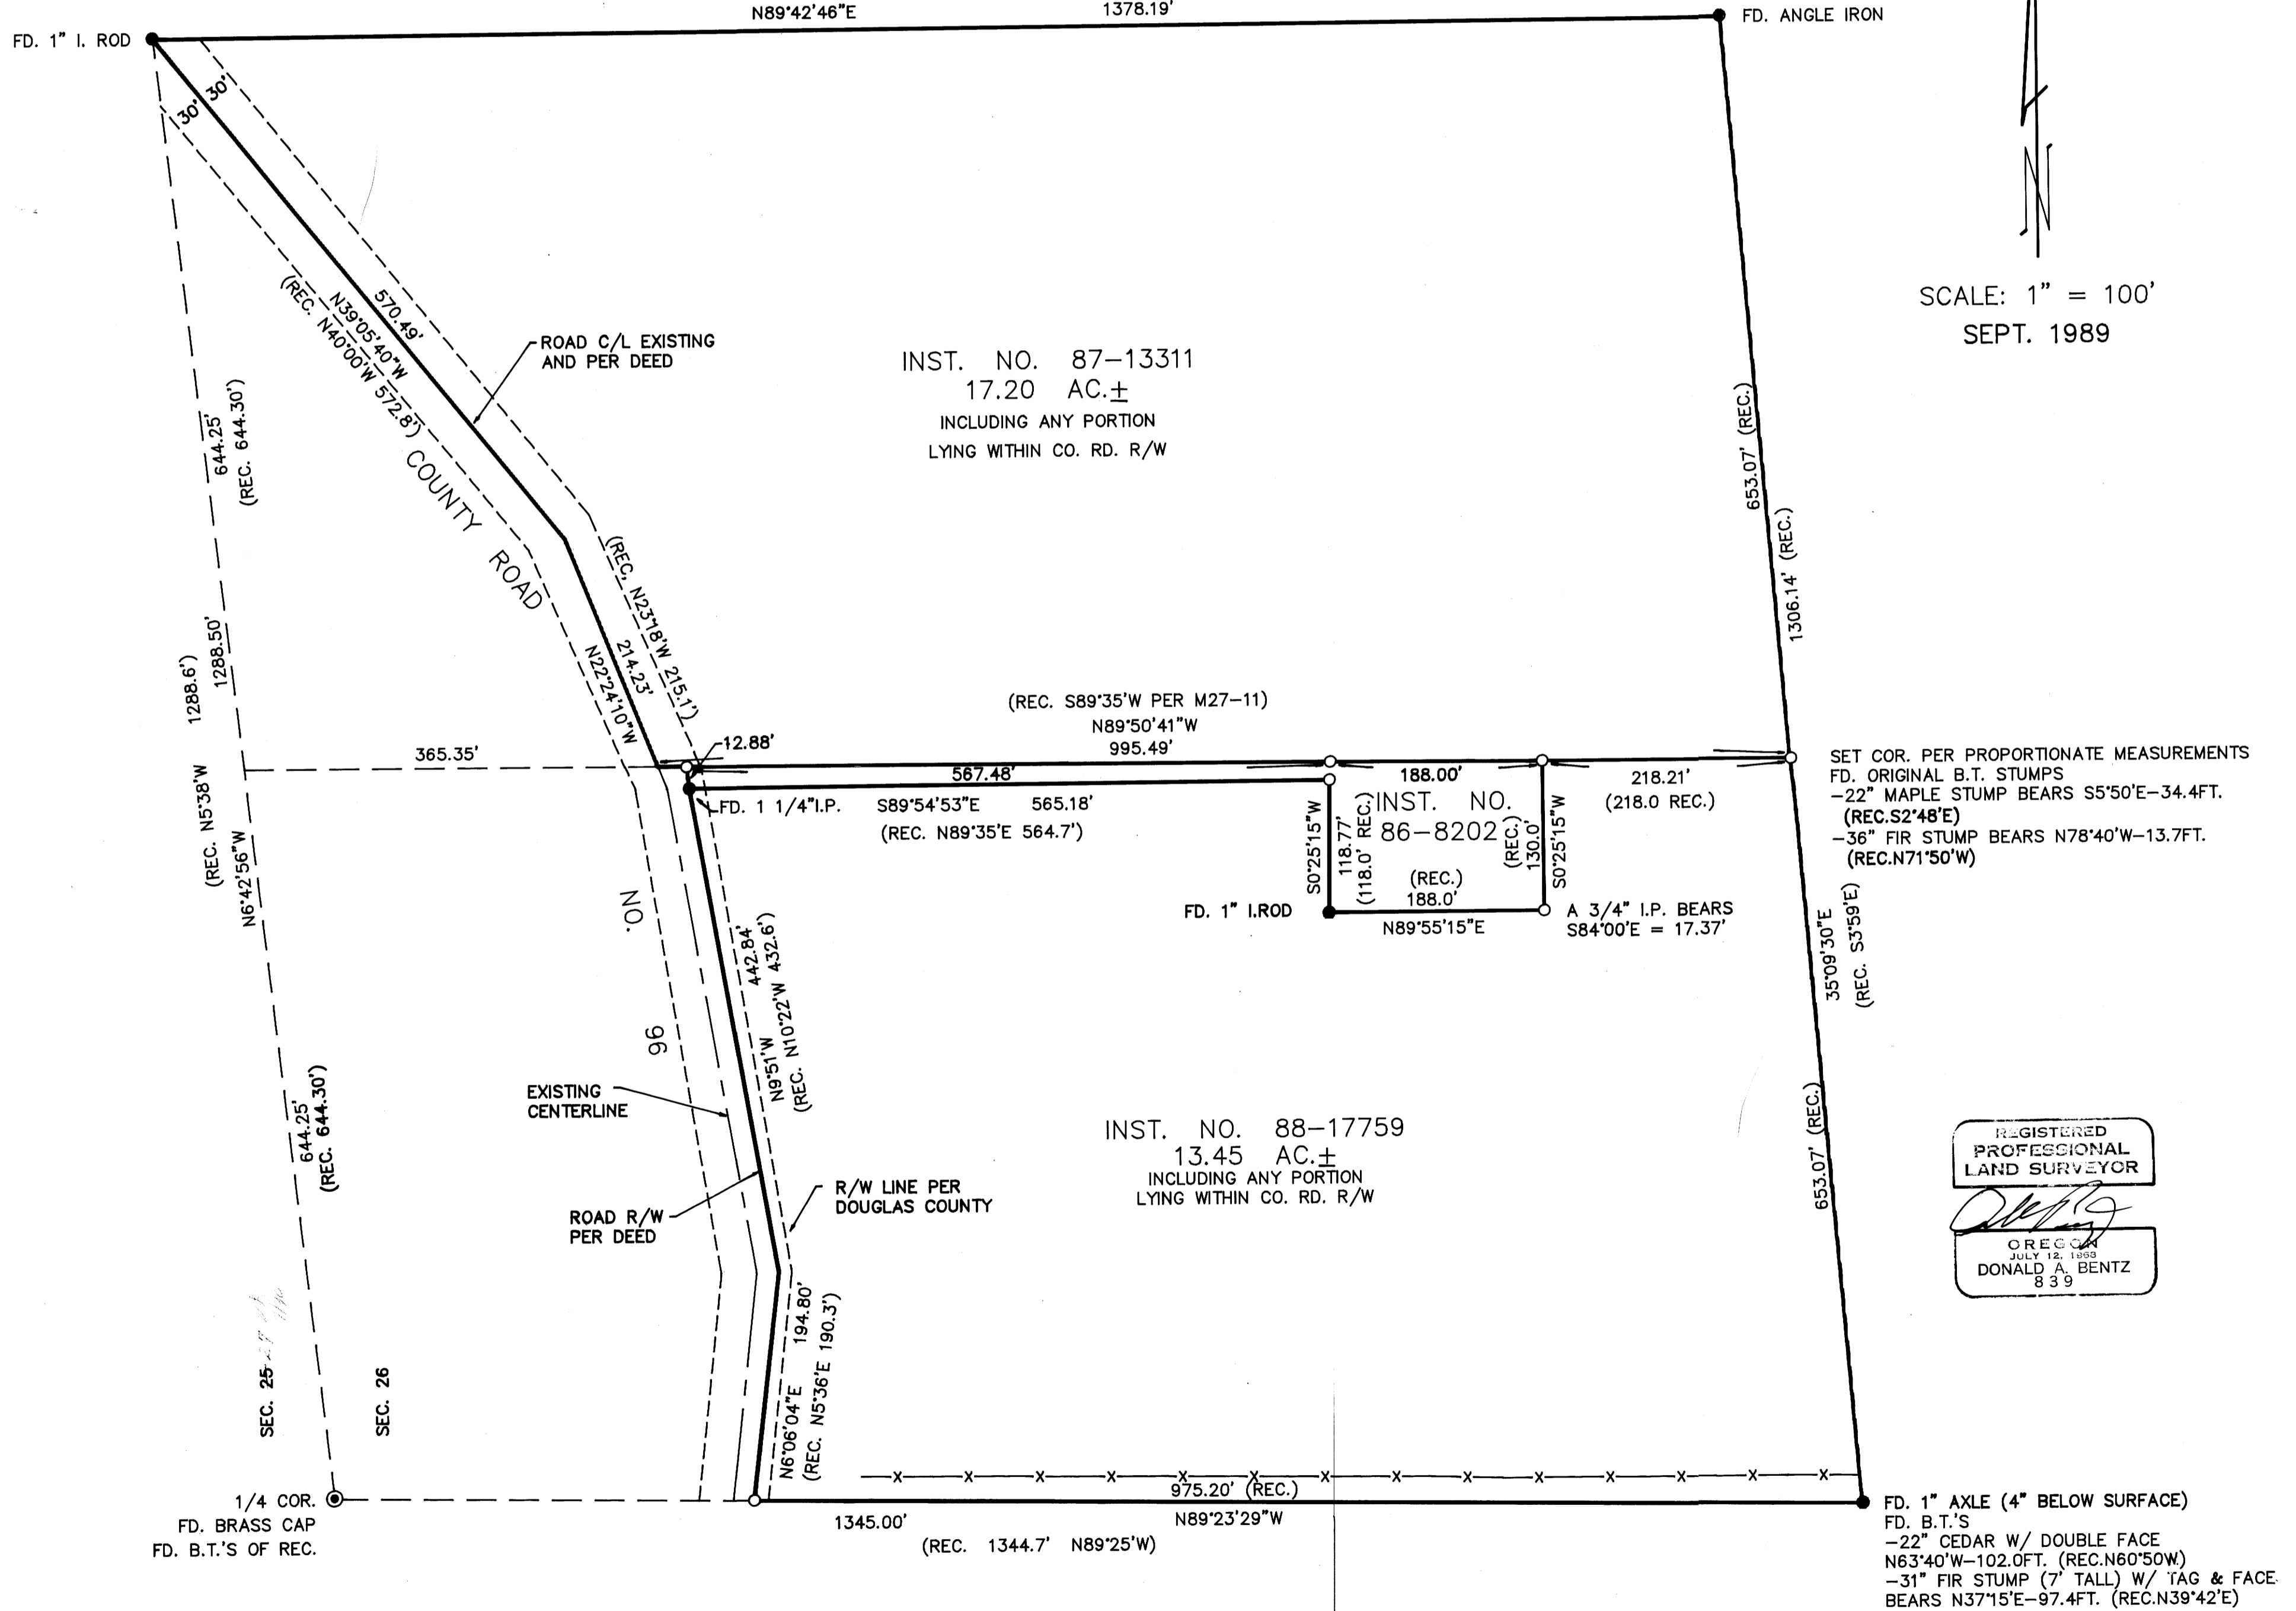 N89°42'46"E 1378.19'
FD. 1" I. ROD
FD. ANGLE IRON
30'
30'
N
SCALE: 1" = 100'
SEPT. 1989
570.49'
N39°05'40"W
(REC. N40°00'W 572.8')
ROAD C/L EXISTING
AND PER DEED
COUNTY ROAD
NO.
96
INST. NO. 87-13311
17.20 AC.±
INCLUDING ANY PORTION
LYING WITHIN CO. RD. R/W
644.25'
(REC. 644.30')
653.07' (REC.)
1306.14' (REC.)
(REC, N23°18'W 215.1')
214.23'
N22°24'10"W
1288.6'
1288.50'
(REC. N5°38'W
N6°42'56"W
365.35'
12.88'
(REC. S89°35'W PER M27-11)
N89°50'41"W
995.49'
567.48'
188.00'
218.21'
(218.0 REC.)
FD. 1 1/4"I.P.
S89°54'53"E 565.18'
(REC. N89°35'E 564.7')
SET COR. PER PROPORTIONATE MEASUREMENTS
FD. ORIGINAL B.T. STUMPS
-22" MAPLE STUMP BEARS S5°50'E-34.4FT.
(REC.S2°48'E)
-36" FIR STUMP BEARS N78°40'W-13.7FT.
(REC.N71°50'W)
S0°25'15"W
118.77'
(118.0' REC.)
INST. NO.
86-8202
(REC.)
130.0'
S0°25'15"W
(REC.)
188.0'
FD. 1" I.ROD
N89°55'15"E
A 3/4" I.P. BEARS
S84°00'E = 17.37'
35°09'30"E
(REC. S3°59'E)
442.84'
N9°51'W
(REC. N10°22'W 432.6')
EXISTING
CENTERLINE
ROAD R/W
PER DEED
R/W LINE PER
DOUGLAS COUNTY
INST. NO. 88-17759
13.45 AC.±
INCLUDING ANY PORTION
LYING WITHIN CO. RD. R/W
644.25'
(REC. 644.30')
653.07' (REC.)
REGISTERED
PROFESSIONAL
LAND SURVEYOR
OREGON
JULY 12, 1968
DONALD A. BENTZ
839
SEC. 25
SEC. 26
N6°06'04"E 194.80'
(REC. N5°36'E 190.3')
X X X X X X X X X X X X X X
975.20' (REC.)
1345.00' N89°23'29"W
(REC. 1344.7' N89°25'W)
1/4 COR.
FD. BRASS CAP
FD. B.T.'S OF REC.
FD. 1" AXLE (4" BELOW SURFACE)
FD. B.T.'S
-22" CEDAR W/ DOUBLE FACE
N63°40'W-102.0FT. (REC.N60°50W.)
-31" FIR STUMP (7' TALL) W/ TAG & FACE
BEARS N37°15'E-97.4FT. (REC.N39°42'E)